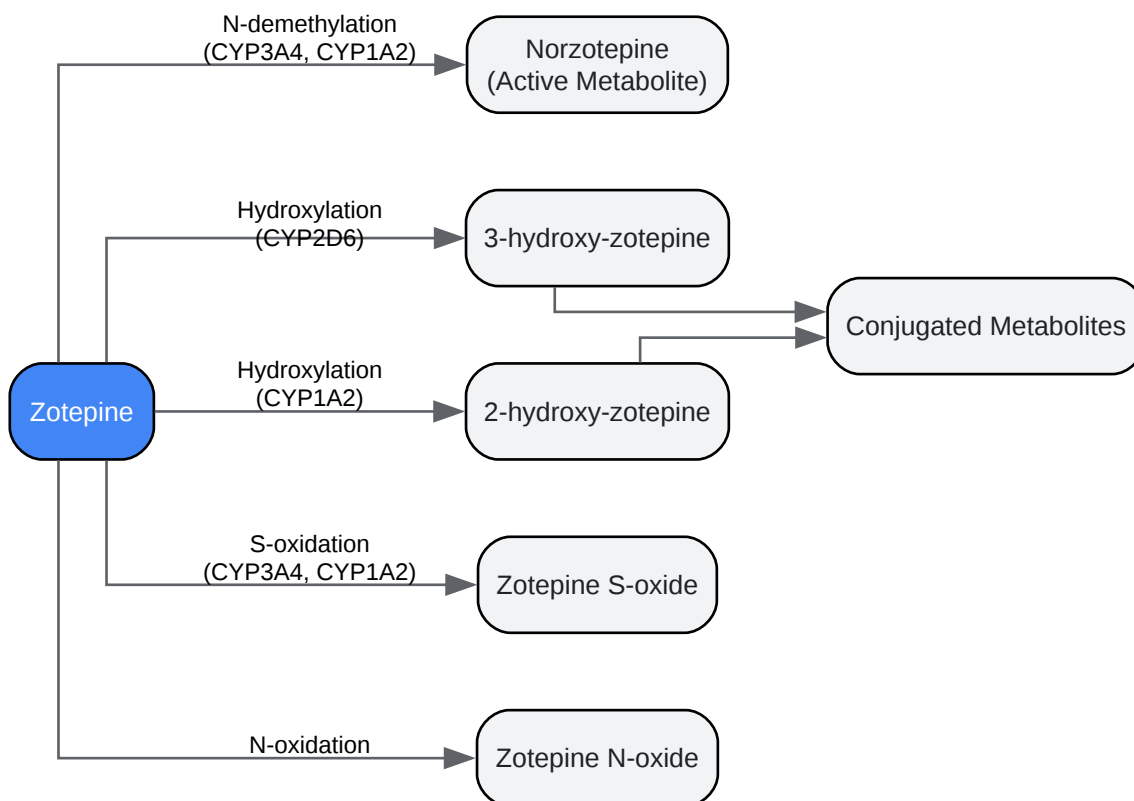 N-demethylation
(CYP3A4, CYP1A2)
Norzotepine
(Active Metabolite)
Hydroxylation
(CYP2D6)
3-hydroxy-zotepine
Conjugated Metabolites
Zotepine
Hydroxylation
(CYP1A2)
2-hydroxy-zotepine
S-oxidation
(CYP3A4, CYP1A2)
Zotepine S-oxide
N-oxidation
Zotepine N-oxide